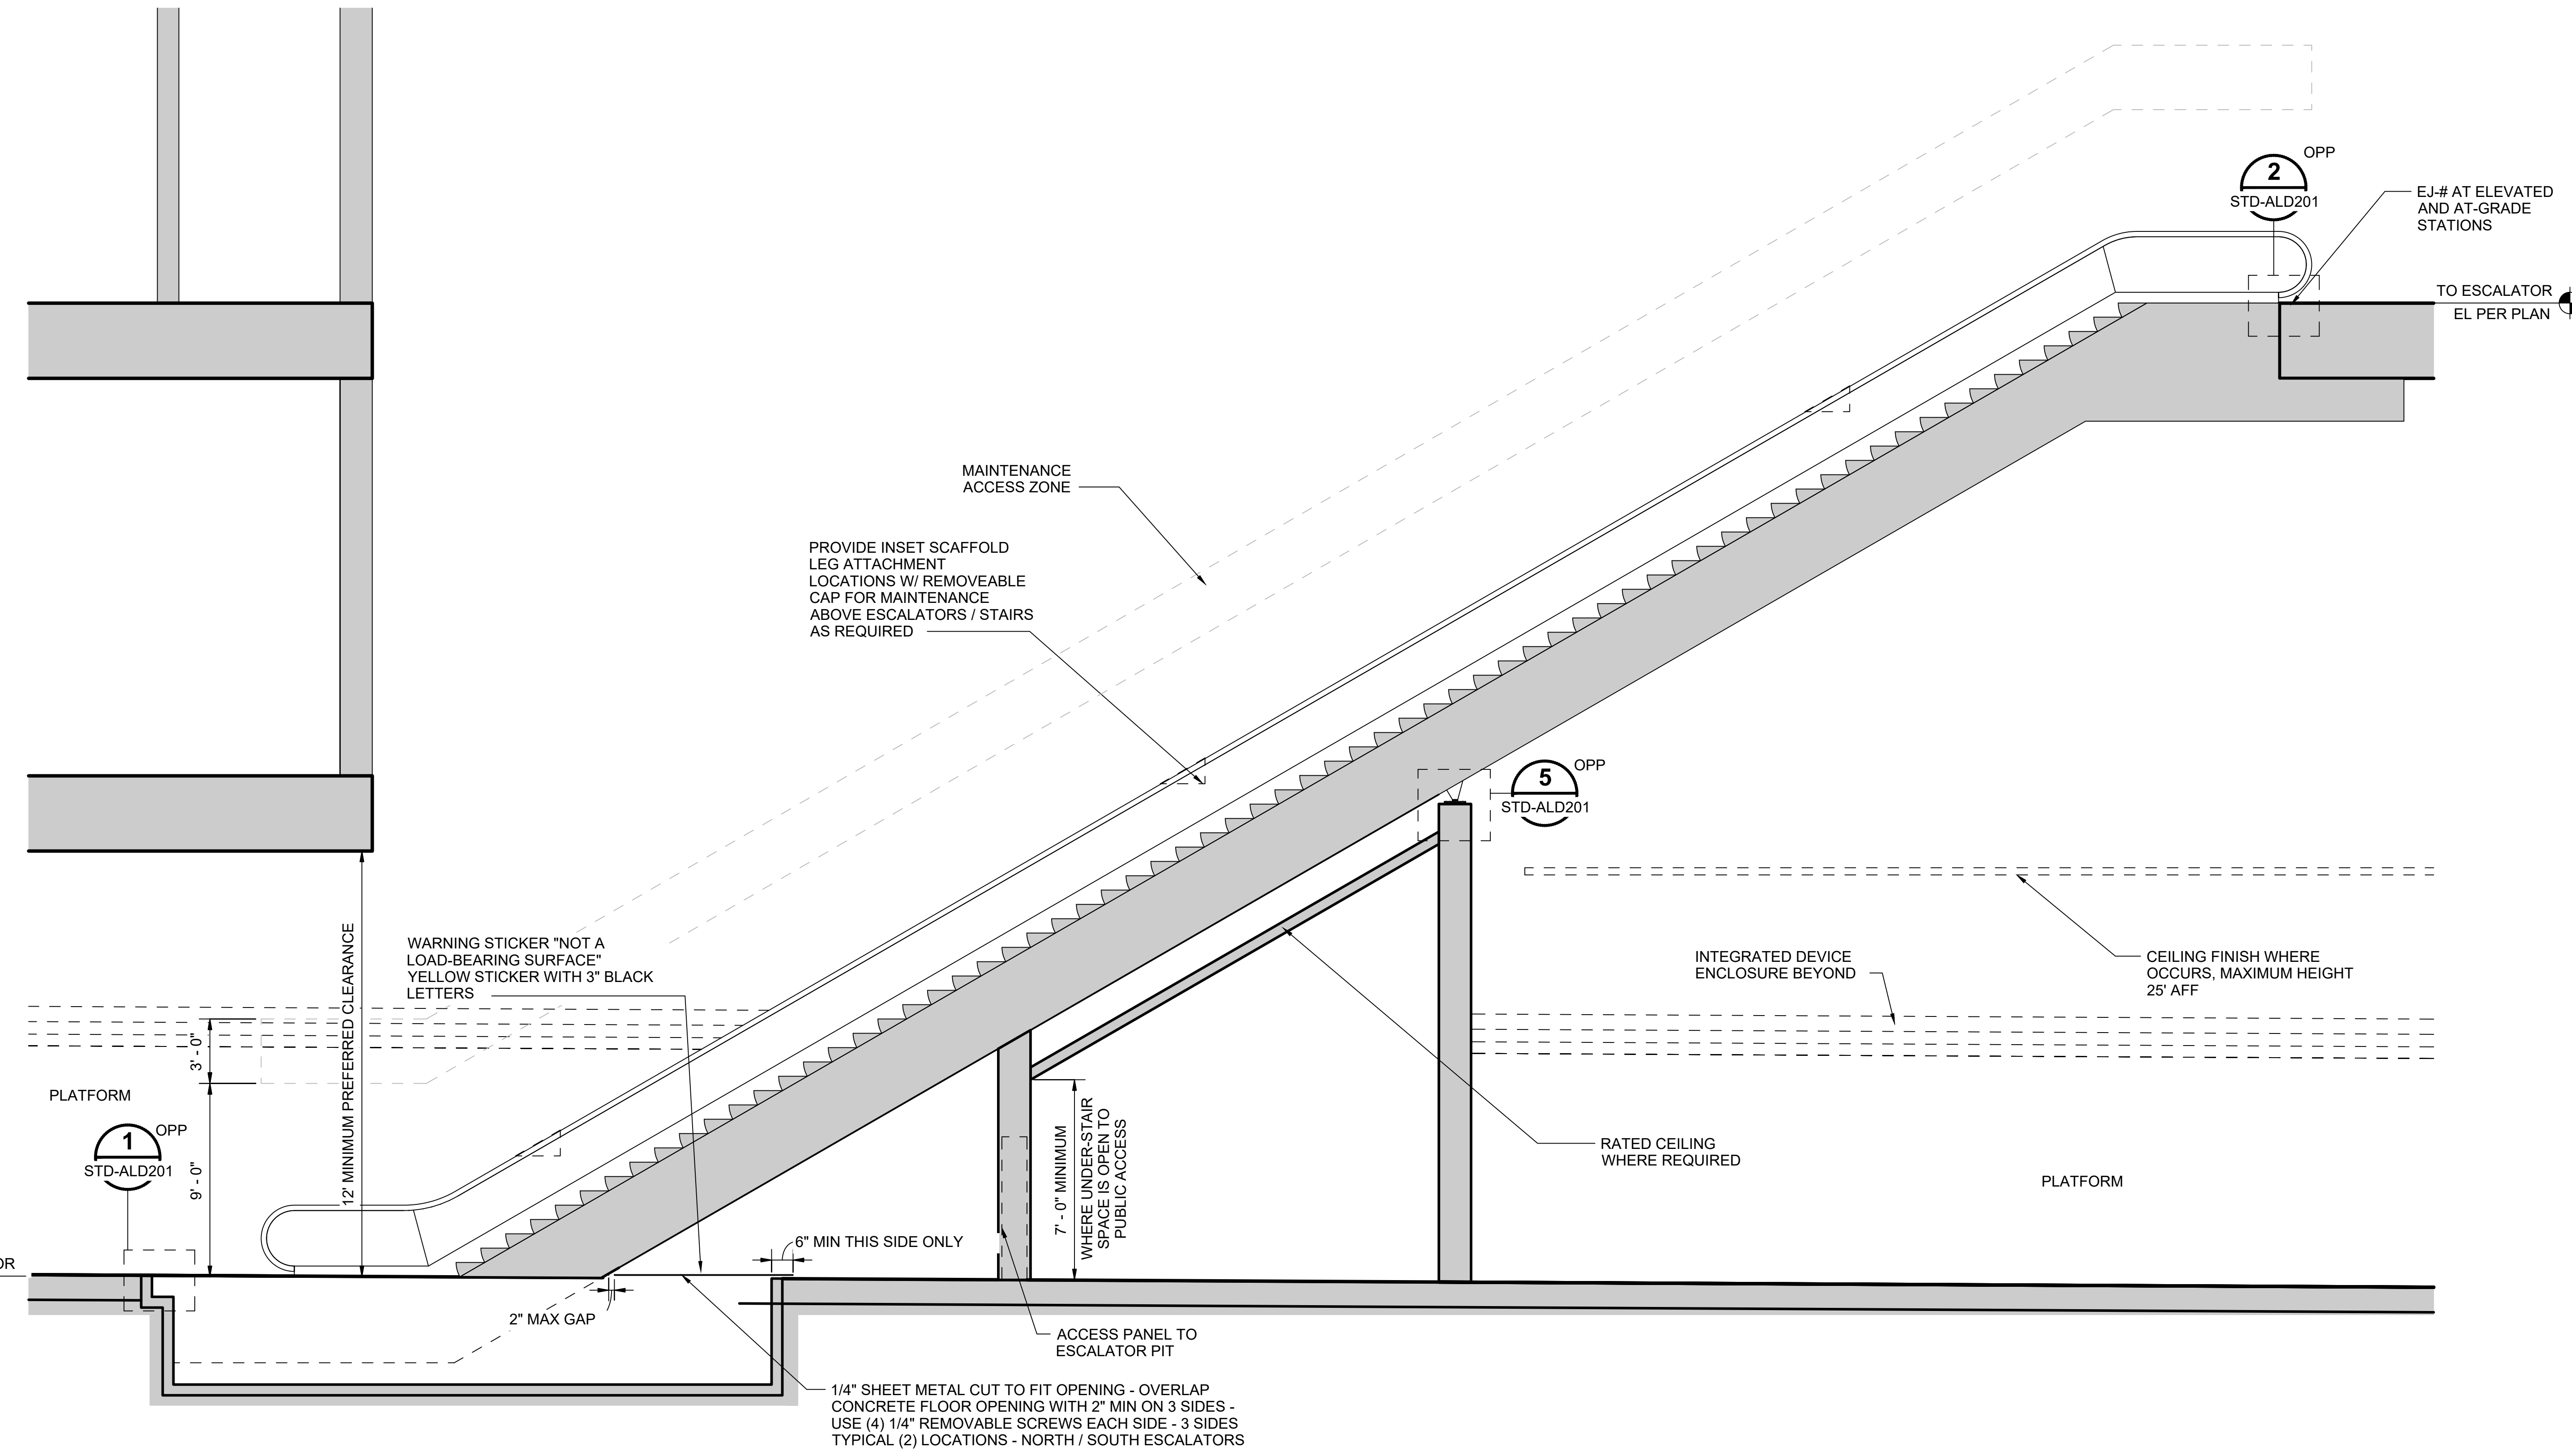 2
OPP
STD-ALD201
EJ-# AT ELEVATED
AND AT-GRADE
STATIONS
TO ESCALATOR
EL PER PLAN
MAINTENANCE
ACCESS ZONE
PROVIDE INSET SCAFFOLD
LEG ATTACHMENT
LOCATIONS W/ REMOVEABLE
CAP FOR MAINTENANCE
ABOVE ESCALATORS / STAIRS
AS REQUIRED
5
OPP
STD-ALD201
WARNING STICKER "NOT A
LOAD-BEARING SURFACE"
YELLOW STICKER WITH 3" BLACK
LETTERS
12' MINIMUM PREFERRED CLEARANCE
INTEGRATED DEVICE
ENCLOSURE BEYOND
CEILING FINISH WHERE
OCCURS, MAXIMUM HEIGHT
25' AFF
3' - 0"
9' - 0"
PLATFORM
1
OPP
STD-ALD201
7' - 0" MINIMUM
WHERE UNDER-STAIR
SPACE IS OPEN TO
PUBLIC ACCESS
RATED CEILING
WHERE REQUIRED
PLATFORM
6" MIN THIS SIDE ONLY
OR
2" MAX GAP
ACCESS PANEL TO
ESCALATOR PIT
1/4" SHEET METAL CUT TO FIT OPENING - OVERLAP
CONCRETE FLOOR OPENING WITH 2" MIN ON 3 SIDES -
USE (4) 1/4" REMOVABLE SCREWS EACH SIDE - 3 SIDES
TYPICAL (2) LOCATIONS - NORTH / SOUTH ESCALATORS